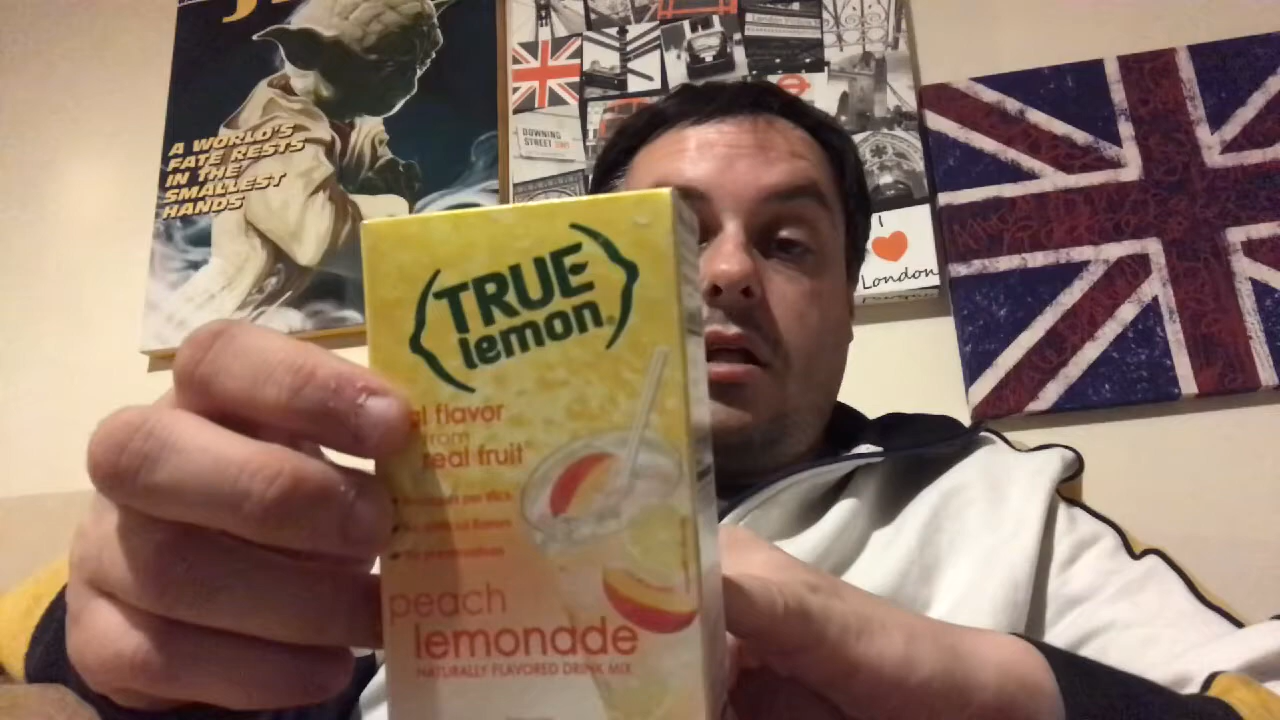 A WORLD'S
FATE RESTS
IN THE
SMALLEST
HANDS
DOWNING
STREET
I
London
TRUE
lemon®
al flavor
from
real fruit
peach
lemonade
NATURALLY FLAVORED DRINK MIX